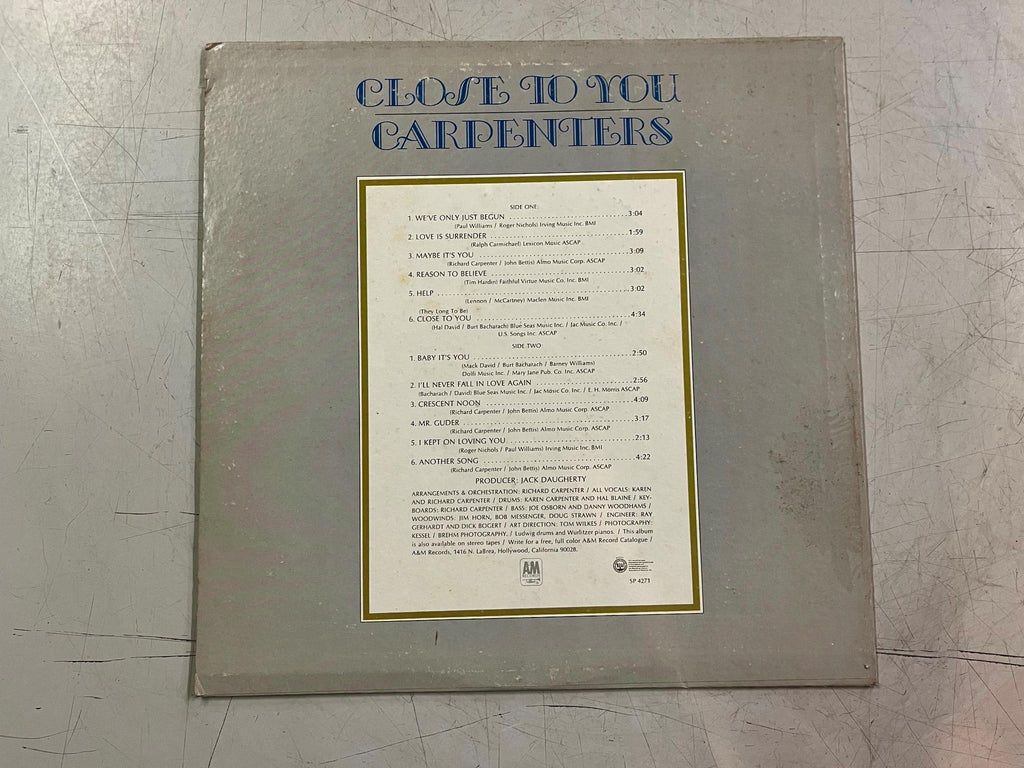 CLOSE TO YOU
CARPENTERS
SIDE ONE:
1. WE'VE ONLY JUST BEGUN ..............................3:04
(Paul Williams / Roger Nichols) Irving Music Inc. BMI
2. LOVE IS SURRENDER ..............................1:59
(Ralph Carmichael) Lexicon Music ASCAP
3. MAYBE IT'S YOU ..............................3:09
(Richard Carpenter / John Bettis) Almo Music Corp. ASCAP
4. REASON TO BELIEVE ..............................3:02
(Tim Hardin) Faithful Virtue Music Co. Inc. BMI
5. HELP ..............................3:02
(Lennon / McCartney) Maclen Music Inc. BMI
(They Long To Be)
6. CLOSE TO YOU ..............................4:34
(Hal David / Burt Bacharach) Blue Seas Music Inc. / Jac Music Co. Inc. /
U.S. Songs Inc. ASCAP
SIDE TWO:
1. BABY IT'S YOU ..............................2:50
(Mack David / Burt Bacharach / Barney Williams)
Dolfi Music Inc. / Mary Jane Pub. Co. Inc. ASCAP
2. I'LL NEVER FALL IN LOVE AGAIN ..............................2:56
(Bacharach / David) Blue Seas Music Inc. / Jac Music Co. Inc. / E. H. Morris ASCAP
3. CRESCENT NOON ..............................4:09
(Richard Carpenter / John Bettis) Almo Music Corp. ASCAP
4. MR. GUDER ..............................3:17
(Richard Carpenter / John Bettis) Almo Music Corp. ASCAP
5. I KEPT ON LOVING YOU ..............................2:13
(Roger Nichols / Paul Williams) Irving Music Inc. BMI
6. ANOTHER SONG ..............................4:22
(Richard Carpenter / John Bettis) Almo Music Corp. ASCAP
PRODUCER: JACK DAUGHERTY
ARRANGEMENTS & ORCHESTRATION: RICHARD CARPENTER / ALL VOCALS: KAREN
AND RICHARD CARPENTER / DRUMS: KAREN CARPENTER AND HAL BLAINE / KEY-
BOARDS: RICHARD CARPENTER / BASS: JOE OSBORN AND DANNY WOODHAMS /
WOODWINDS: JIM HORN, BOB MESSENGER, DOUG STRAWN / ENGINEER: RAY
GERHARDT AND DICK BOGERT / ART DIRECTION: TOM WILKES / PHOTOGRAPHY:
KESSEL / BREHM PHOTOGRAPHY, / Ludwig drums and Wurlitzer pianos. / This album
is also available on stereo tapes / Write for a free, full color A&M Record Catalogue /
A&M Records, 1416 N. LaBrea, Hollywood, California 90028.
A&M
RECORDS
SP 4271